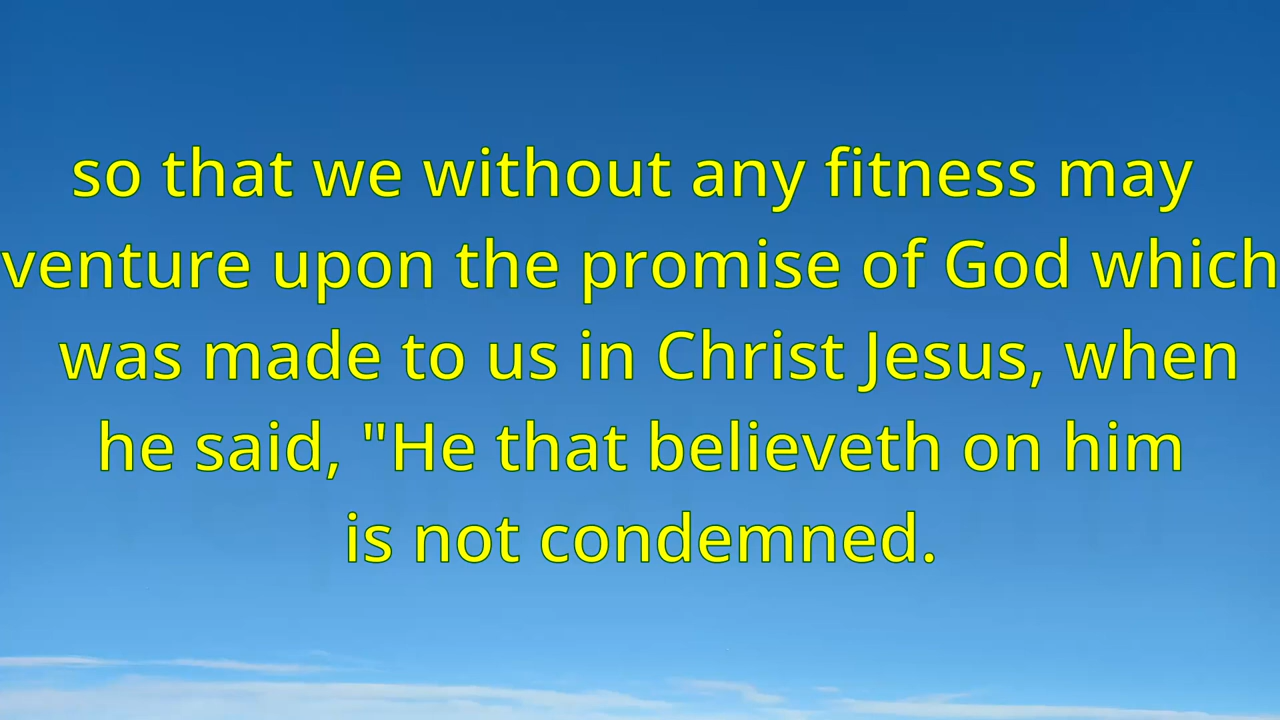 so that we without any fitness may
venture upon the promise of God which
was made to us in Christ Jesus, when
he said, "He that believeth on him
is not condemned.